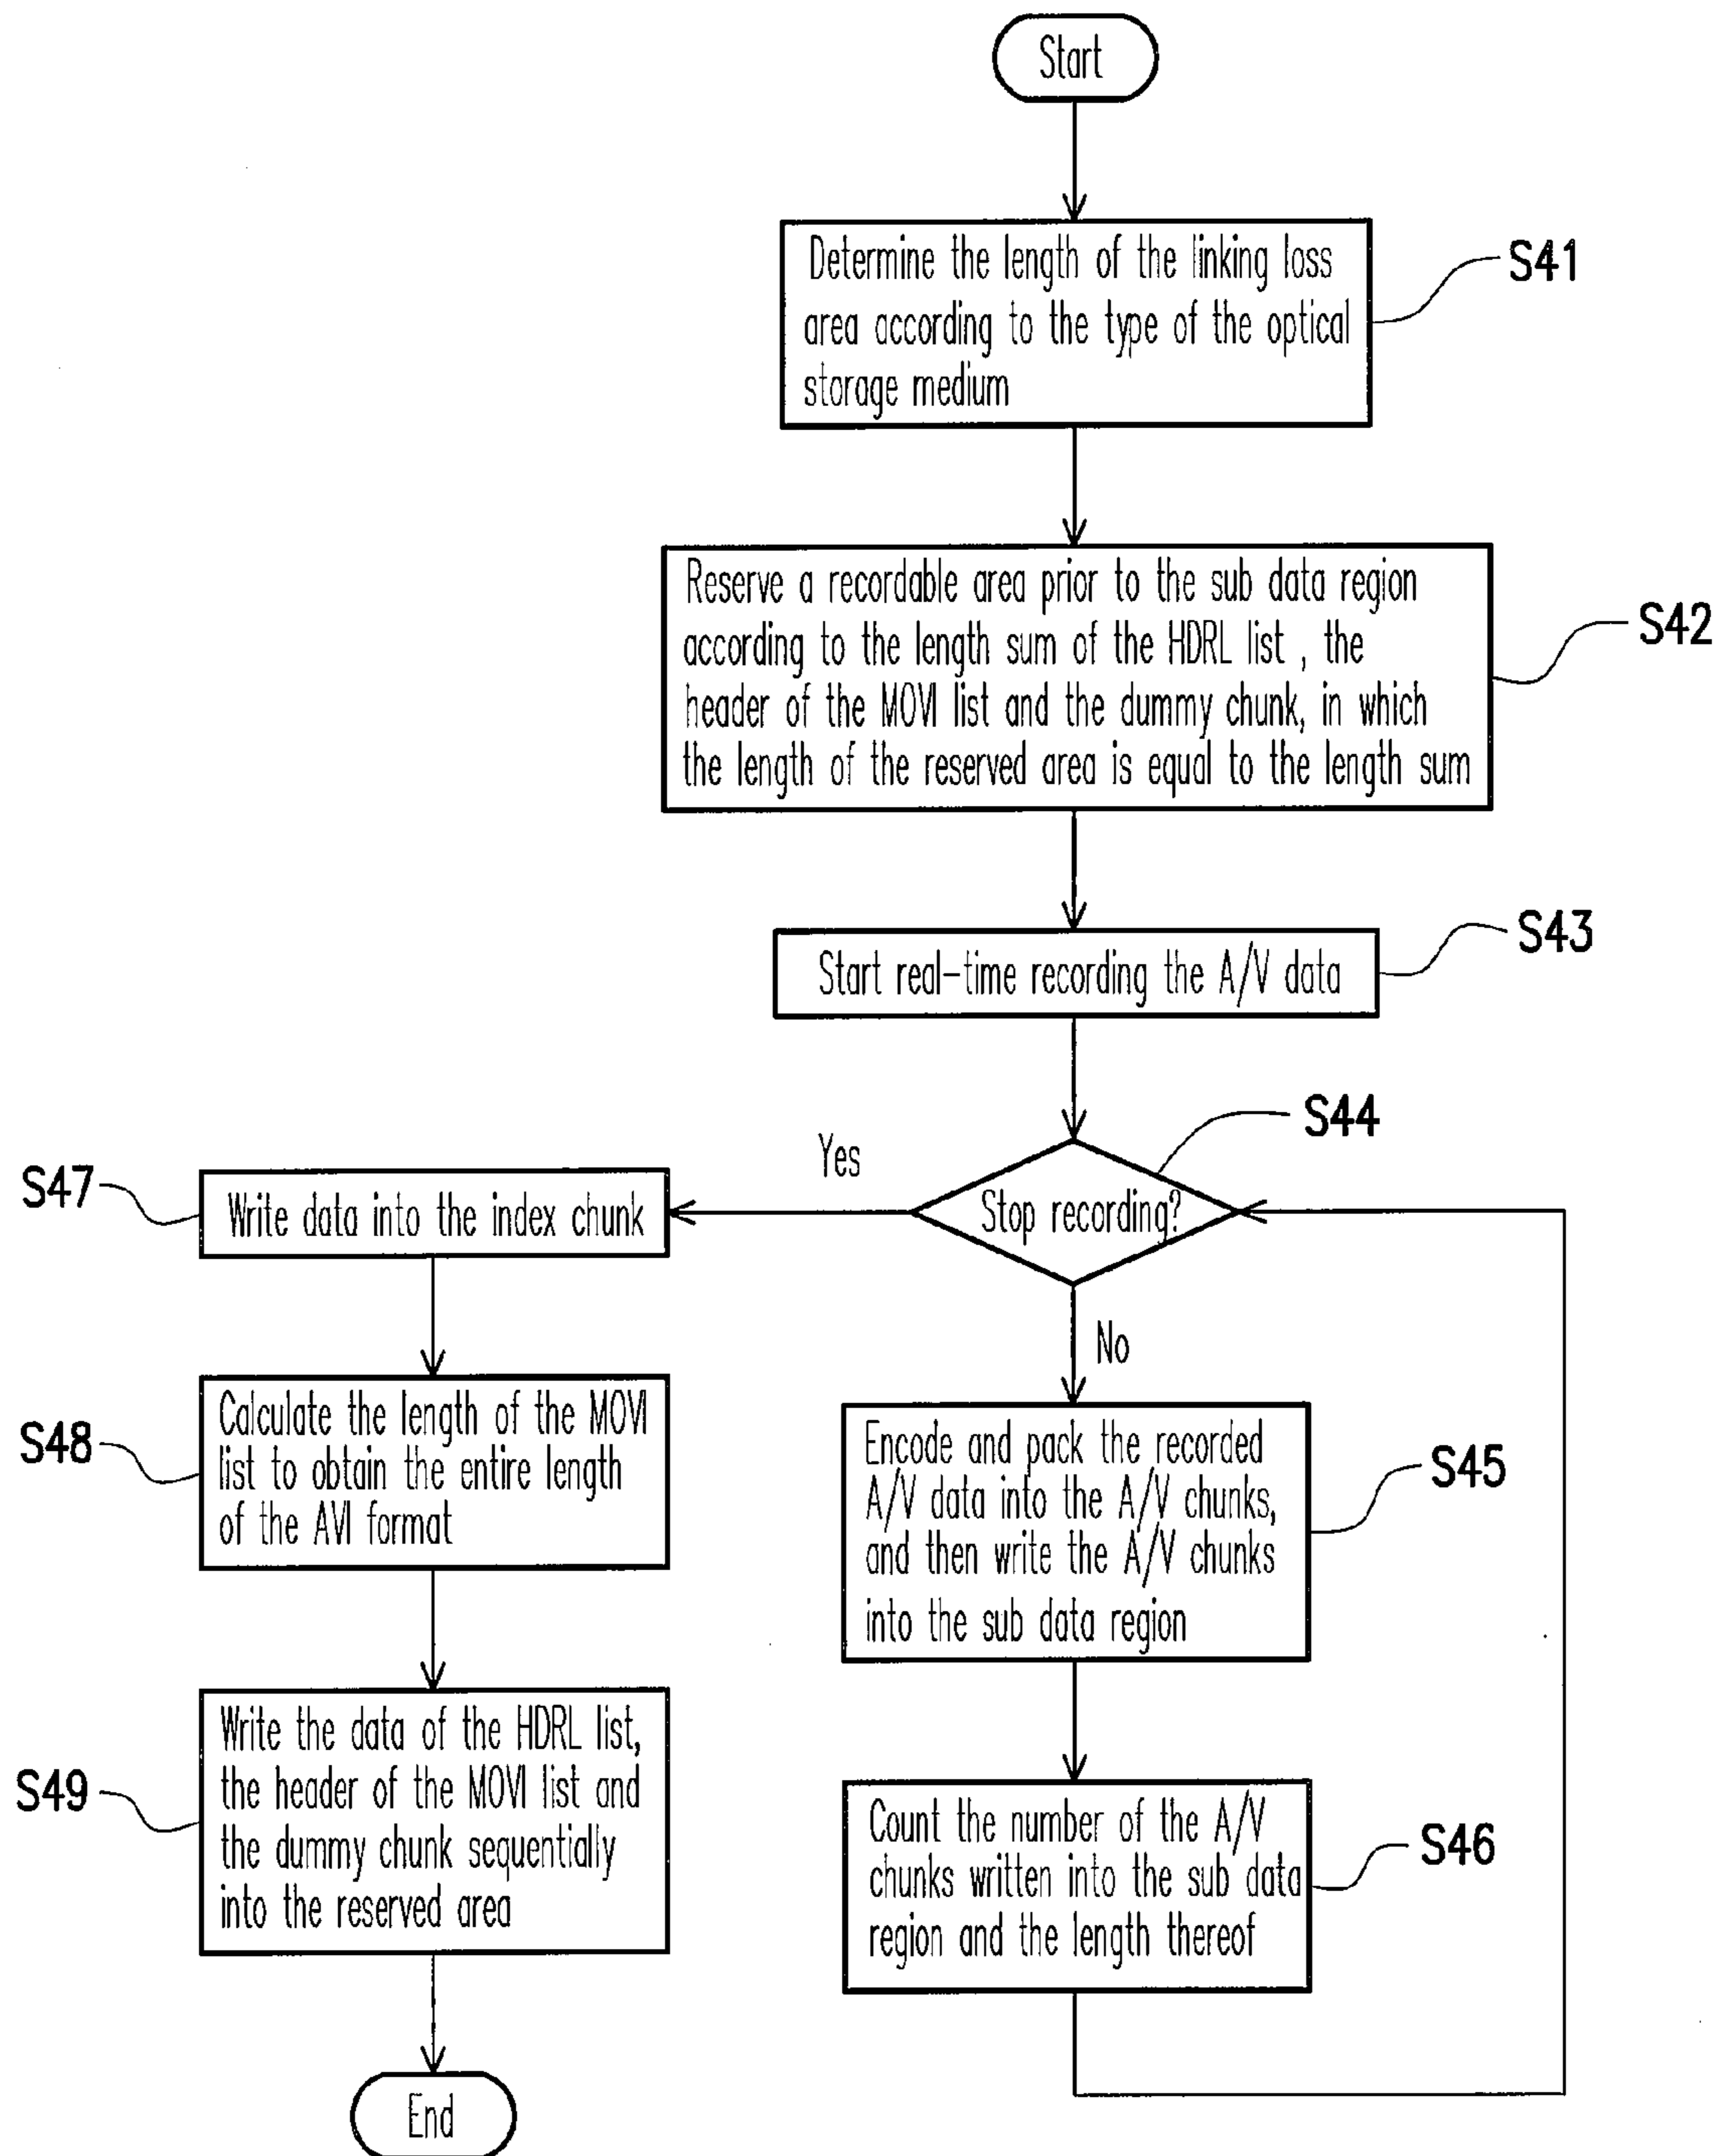 Start
Determine the length of the linking loss
area according to the type of the optical
storage medium
S41
Reserve a recordable area prior to the sub data region
according to the length sum of the HDRL list , the
header of the MOVI list and the dummy chunk, in which
the length of the reserved area is equal to the length sum
S42
Start real-time recording the A/V data
S43
Stop recording?
S44
Yes
No
S47
Write data into the index chunk
S48
Calculate the length of the MOVI
list to obtain the entire length
of the AVI format
S49
Write the data of the HDRL list,
the header of the MOVI list and
the dummy chunk sequentially
into the reserved area
End
Encode and pack the recorded
A/V data into the A/V chunks,
and then write the A/V chunks
into the sub data region
S45
Count the number of the A/V
chunks written into the sub data
region and the length thereof
S46